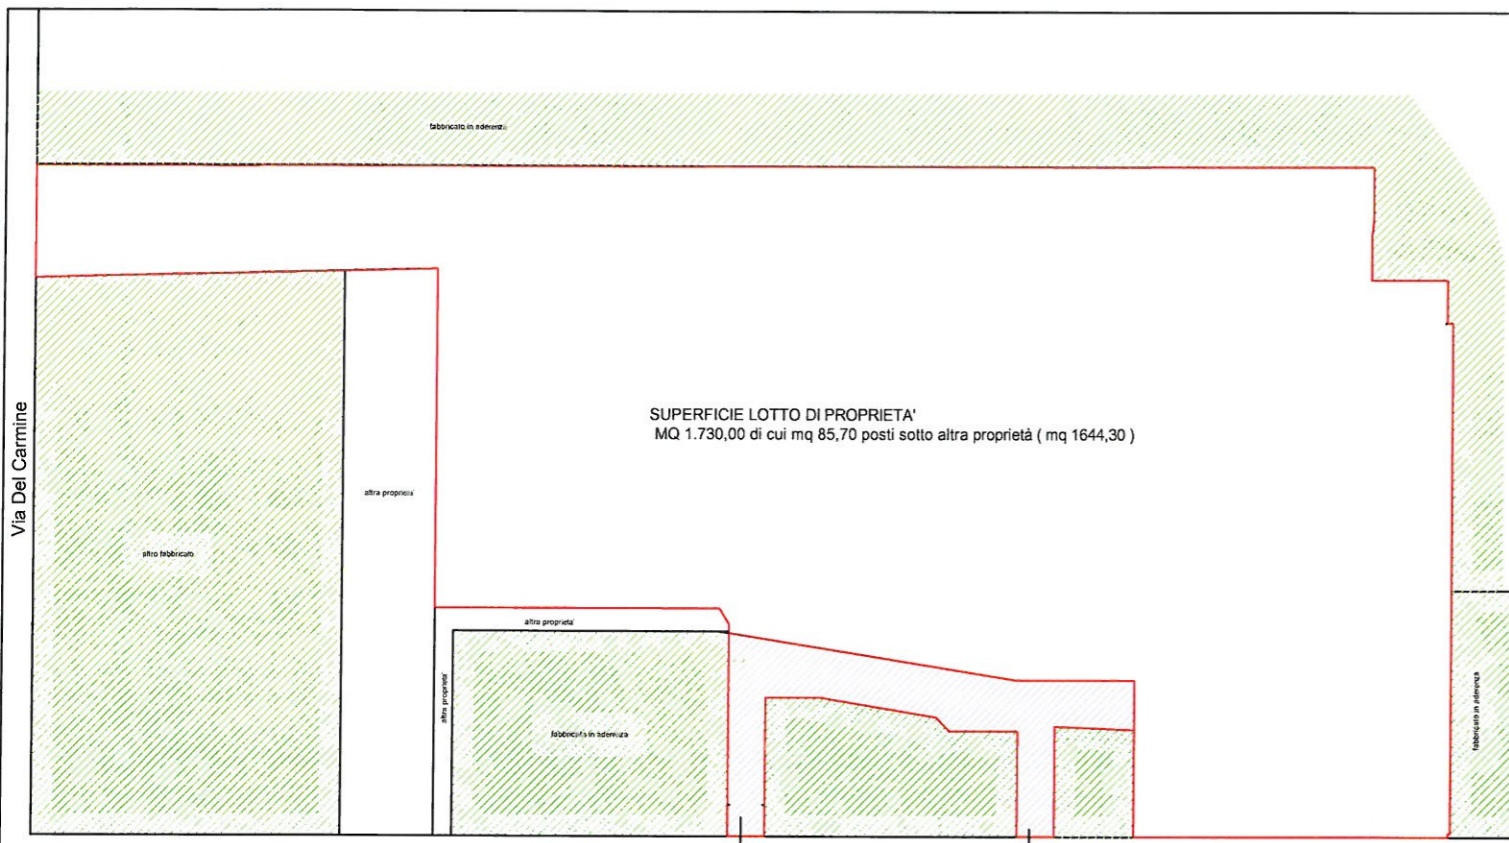 fabbricato in aderenza
Via Del Carmine
SUPERFICIE LOTTO DI PROPRIETA'
MQ 1.730,00 di cui mq 85,70 posti sotto altra proprietà ( mq 1644,30 )
altra proprieta'
altro fabbricato
altra proprieta'
altra proprieta'
fabbricato in aderenza
fabbricato in aderenza